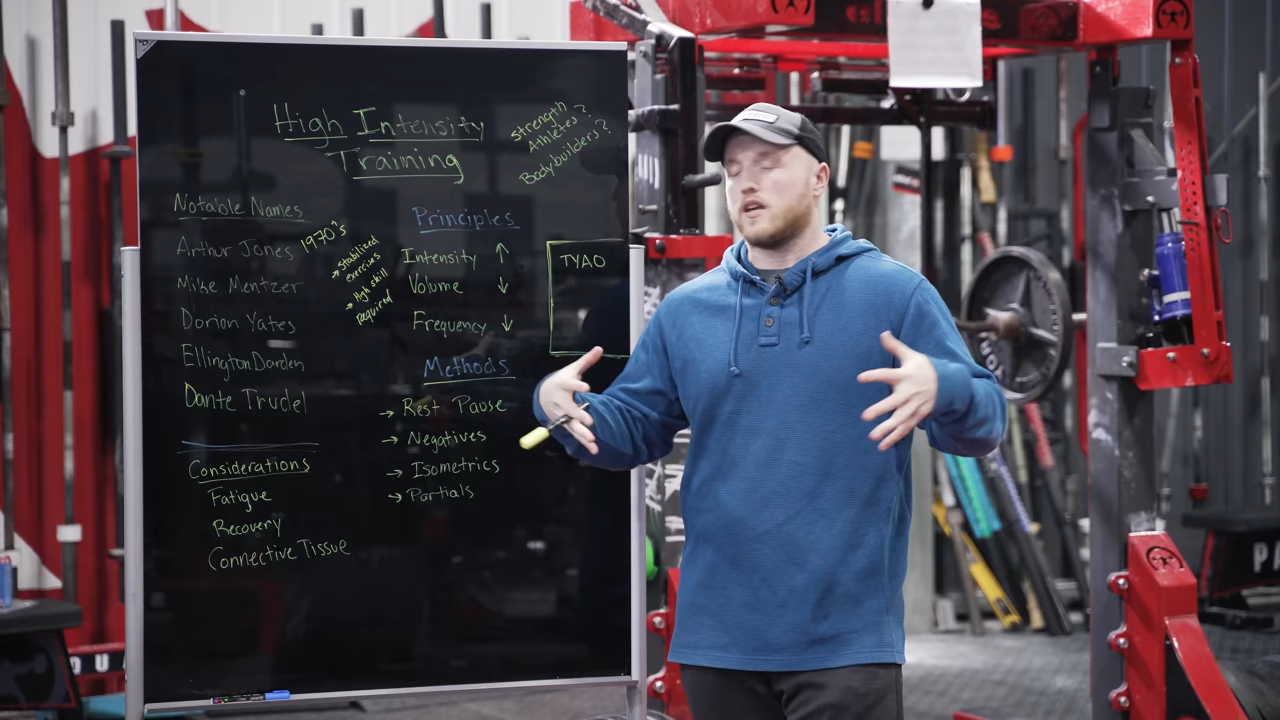 High Intensity
Training
Strength
Athletes?
Bodybuilders?
Notable Names
Arthur Jones 1970's
Mike Mentzer
Dorian Yates
Ellington Darden
Dante Trudel
→ Stabilized
exercises
→ High skill
required
Considerations
Fatigue
Recovery
Connective Tissue
Principles
Intensity ↑
Volume ↓
Frequency ↓
Methods
→ Rest Pause
→ Negatives
→ Isometrics
→ Partials
TYAO